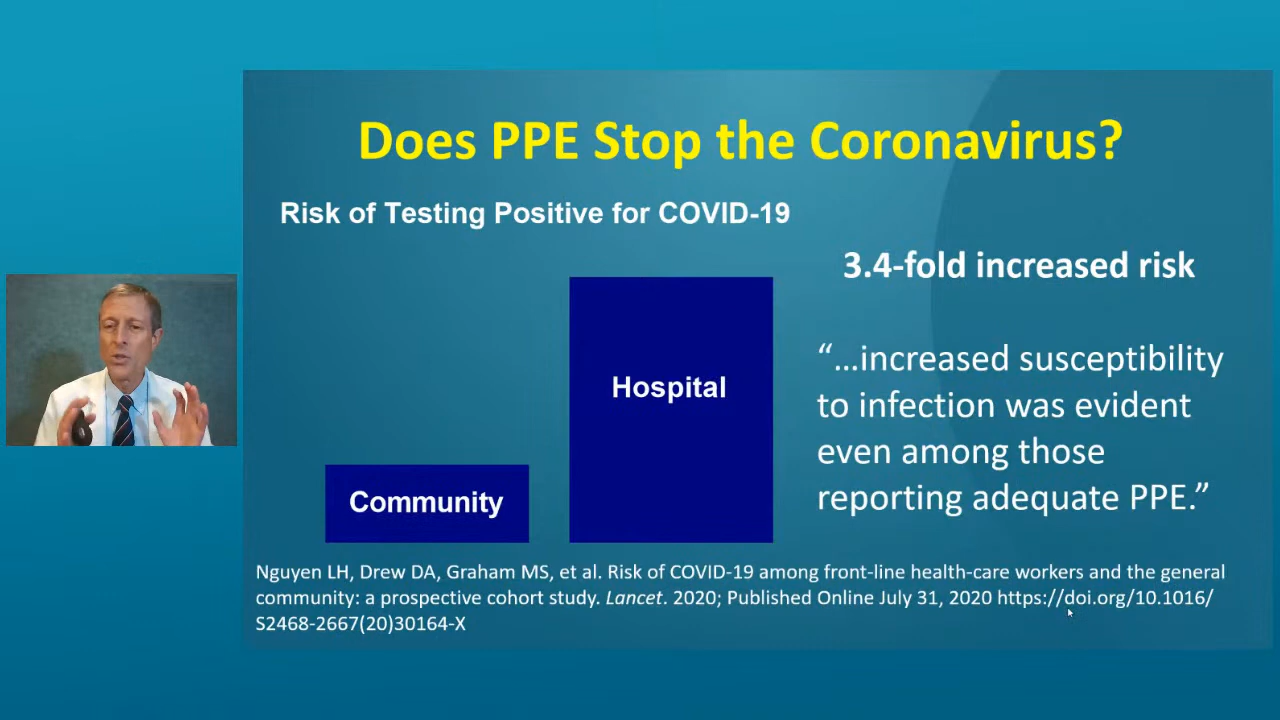 Does PPE Stop the Coronavirus?
Risk of Testing Positive for COVID-19
3.4-fold increased risk
Hospital
Community
“…increased susceptibility
to infection was evident
even among those
reporting adequate PPE.”
Nguyen LH, Drew DA, Graham MS, et al. Risk of COVID-19 among front-line health-care workers and the general
community: a prospective cohort study. Lancet. 2020; Published Online July 31, 2020 https://doi.org/10.1016/
S2468-2667(20)30164-X